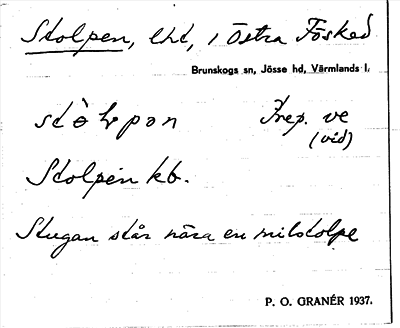 Stolpen, lht, i Östra Fösked
Brunskogs sn, Jösse hd, Värmlands l.
Prep. ve
(vid)
Stolpen kb.
Stugan står nära en milstolpe
P. O. GRANÉR 1937.